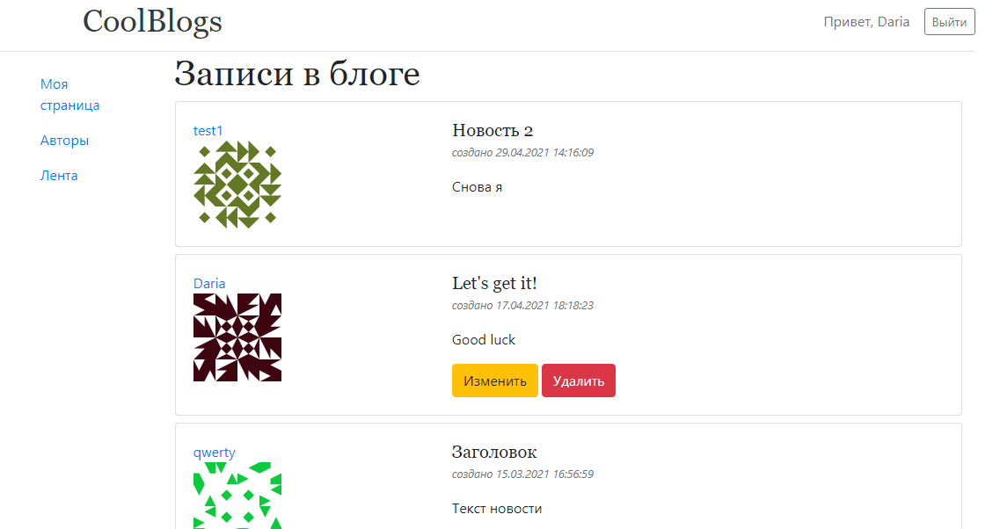 CoolBlogs
Привет, Daria
Выйти
Моя
страница
Авторы
Лента
Записи в блоге
test1
Новость 2
создано 29.04.2021 14:16:09
Снова я
Daria
Let's get it!
создано 17.04.2021 18:18:23
Good luck
Изменить
Удалить
qwerty
Заголовок
создано 15.03.2021 16:56:59
Текст новости